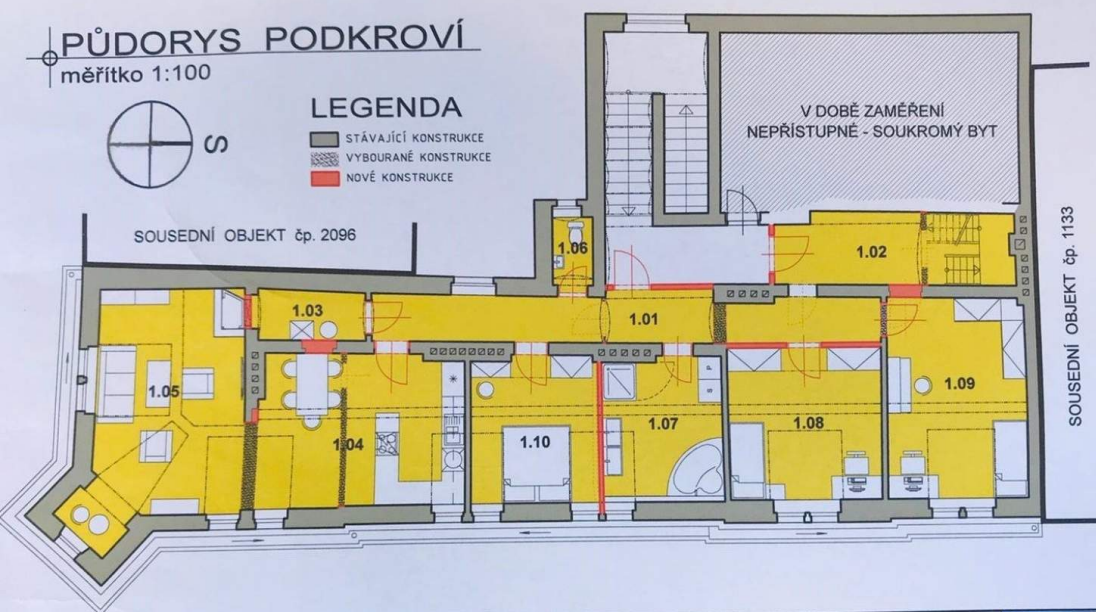 PŮDORYS PODKROVÍ
měřítko 1:100
S
LEGENDA
STÁVAJÍCÍ KONSTRUKCE
VYBOURANÉ KONSTRUKCE
NOVÉ KONSTRUKCE
V DOBĚ ZAMĚŘENÍ
NEPŘÍSTUPNÉ - SOUKROMÝ BYT
SOUSEDNÍ OBJEKT čp. 2096
SOUSEDNÍ OBJEKT čp. 1133
1.06
1.02
1.03
1.01
1.05
1.09
1.04
1.10
1.07
1.08
P
S